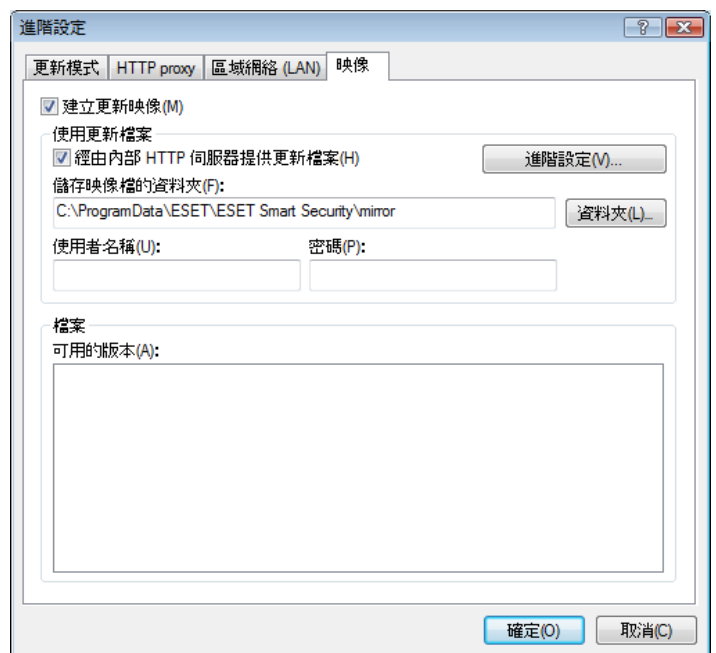 進階設定
更新模式 HTTP proxy 區域網絡 (LAN) 映像
建立更新映像(M)
使用更新檔案
經由內部 HTTP 伺服器提供更新檔案(H) 進階設定(V)...
儲存映像檔的資料夾(F):
C:\ProgramData\ESET\ESET Smart Security\mirror 資料夾(L)...
使用者名稱(U): 密碼(P):
檔案
可用的版本(A):
確定(O) 取消(C)